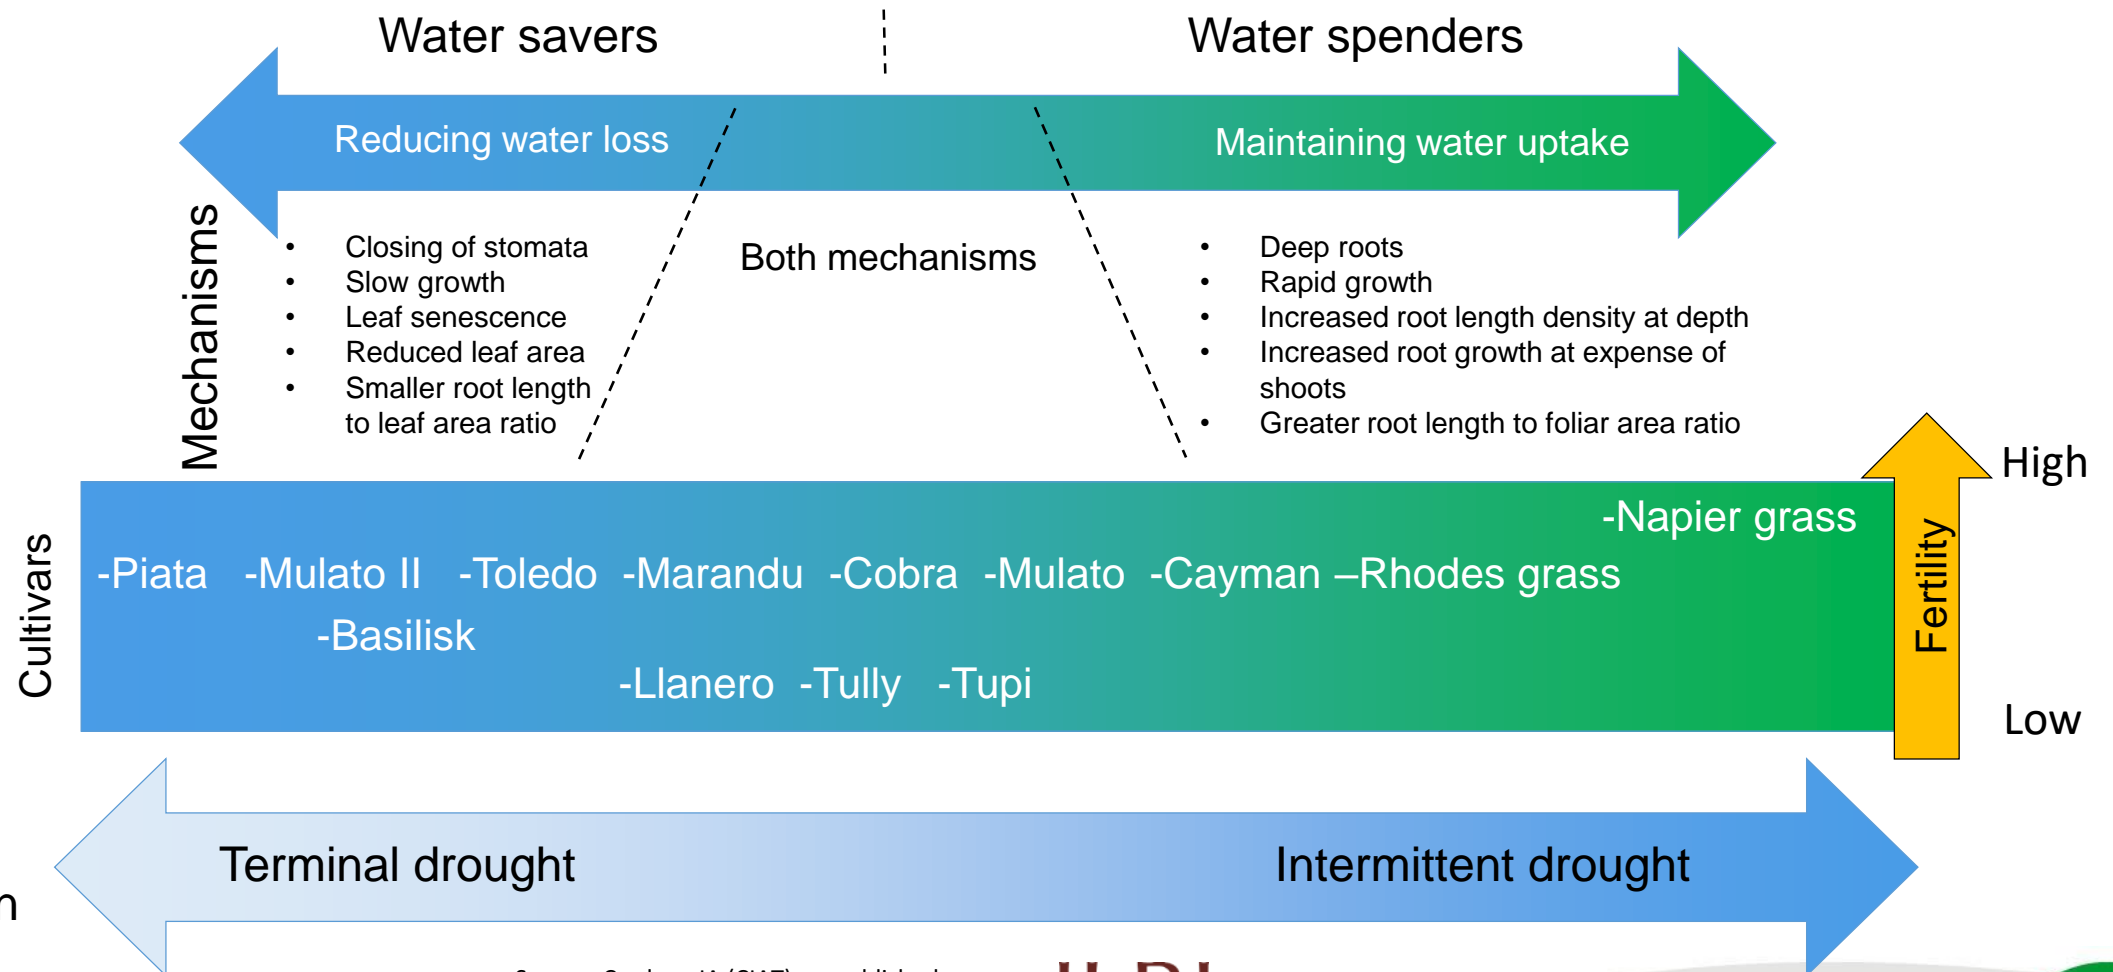 Water savers
Water spenders
Reducing water loss
Maintaining water uptake
Mechanisms
• Closing of stomata
• Slow growth
• Leaf senescence
• Reduced leaf area
• Smaller root length
to leaf area ratio
Both mechanisms
• Deep roots
• Rapid growth
• Increased root length density at depth
• Increased root growth at expense of
shoots
• Greater root length to foliar area ratio
High
Cultivars
-Napier grass
-Piata -Mulato II -Toledo -Marandu -Cobra -Mulato -Cayman –Rhodes grass
-Basilisk
-Llanero -Tully -Tupi
Fertility
Low
Terminal drought
Intermittent drought